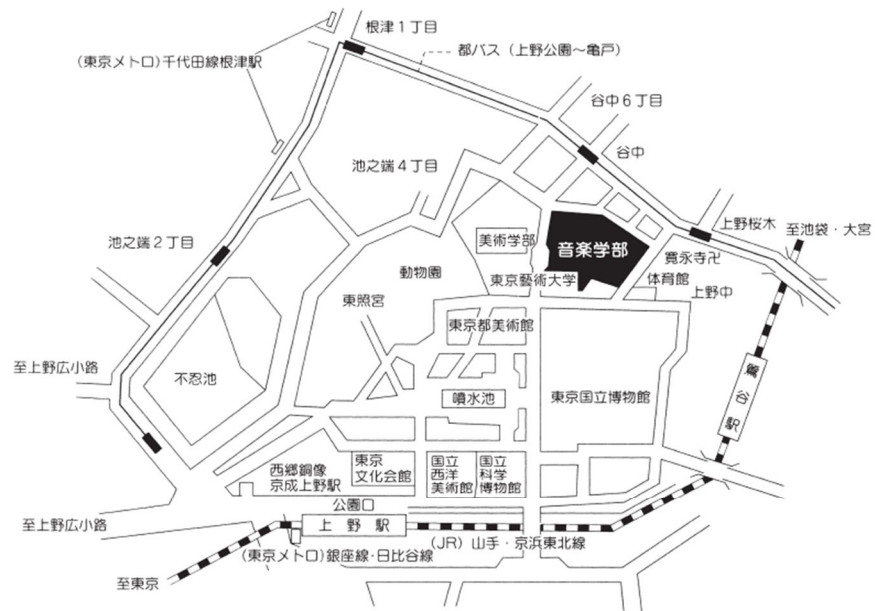 根津1丁目
都バス(上野公園〜亀戸)
(東京メトロ)千代田線根津駅
谷中6丁目
谷中
池之端4丁目
上野桜木
至池袋・大宮
池之端2丁目
美術学部
音楽学部
寛永寺卍
動物園
東京藝術大学
体育館
上野中
東照宮
東京都美術館
至上野広小路
不忍池
噴水池
東京国立博物館
鶯谷駅
西郷銅像
京成上野駅
東京
文化会館
国立
西洋
美術館
国立
科学
博物館
公園口
至上野広小路
上野駅
(JR)山手・京浜東北線
(東京メトロ)銀座線・日比谷線
至東京